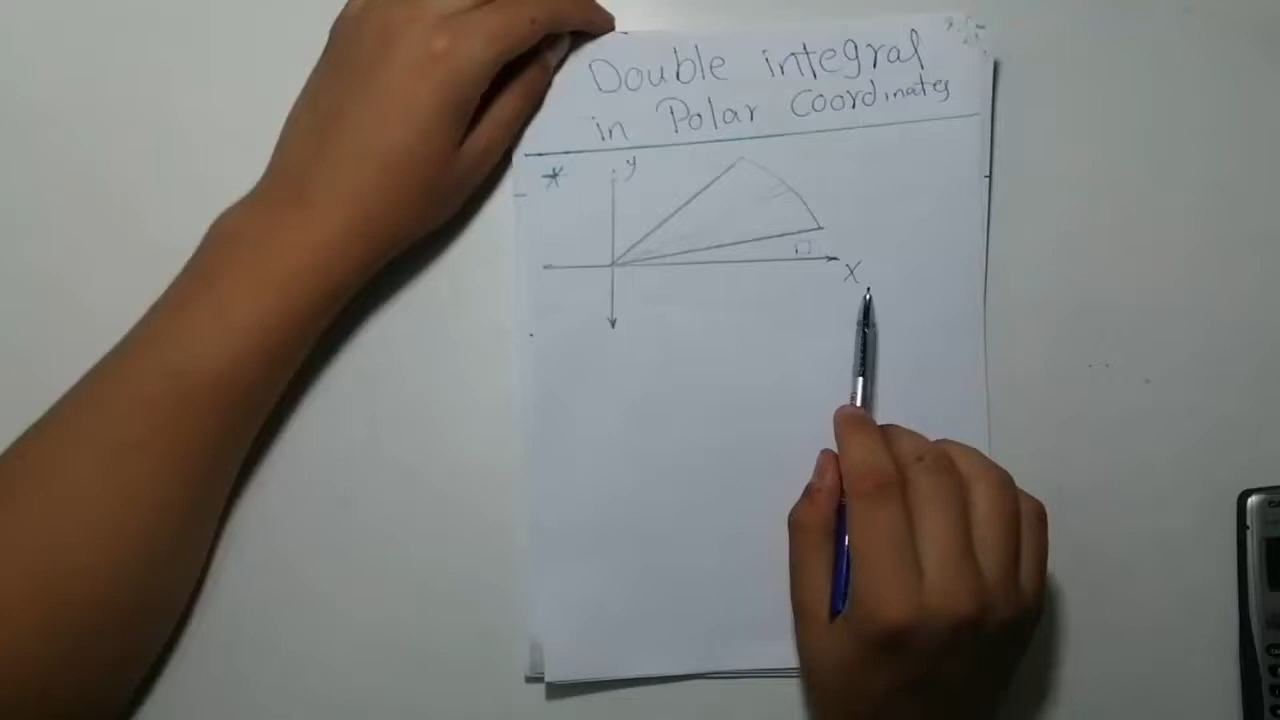 Double integral
in Polar Coordinates
*
y
X